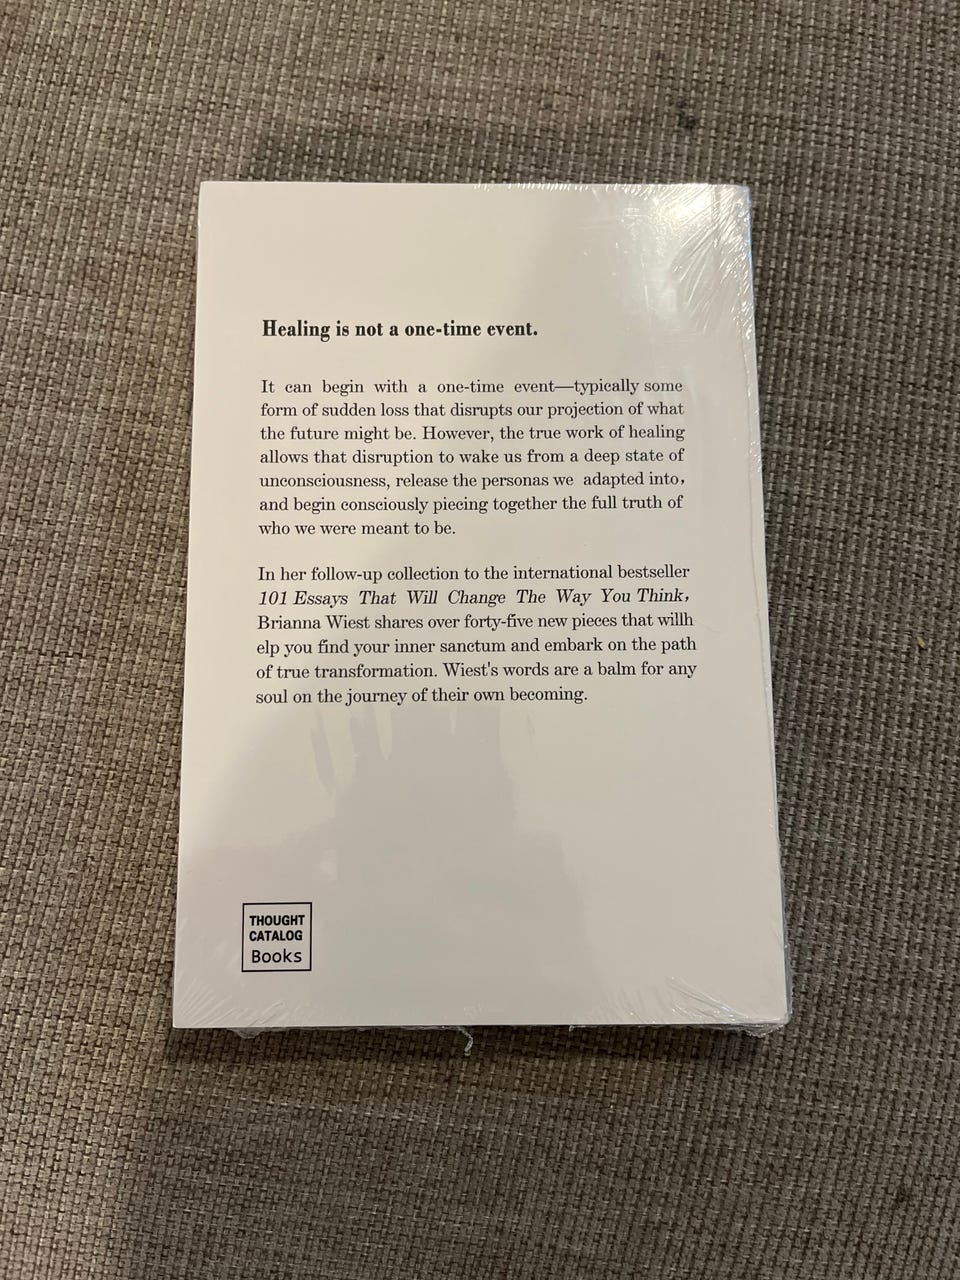 Healing is not a one-time event.
It can begin with a one-time event—typically some
form of sudden loss that disrupts our projection of what
the future might be. However, the true work of healing
allows that disruption to wake us from a deep state of
unconsciousness, release the personas we adapted into,
and begin consciously piecing together the full truth of
who we were meant to be.
In her follow-up collection to the international bestseller
101 Essays That Will Change The Way You Think,
Brianna Wiest shares over forty-five new pieces that willh
elp you find your inner sanctum and embark on the path
of true transformation. Wiest's words are a balm for any
soul on the journey of their own becoming.
THOUGHT
CATALOG
Books